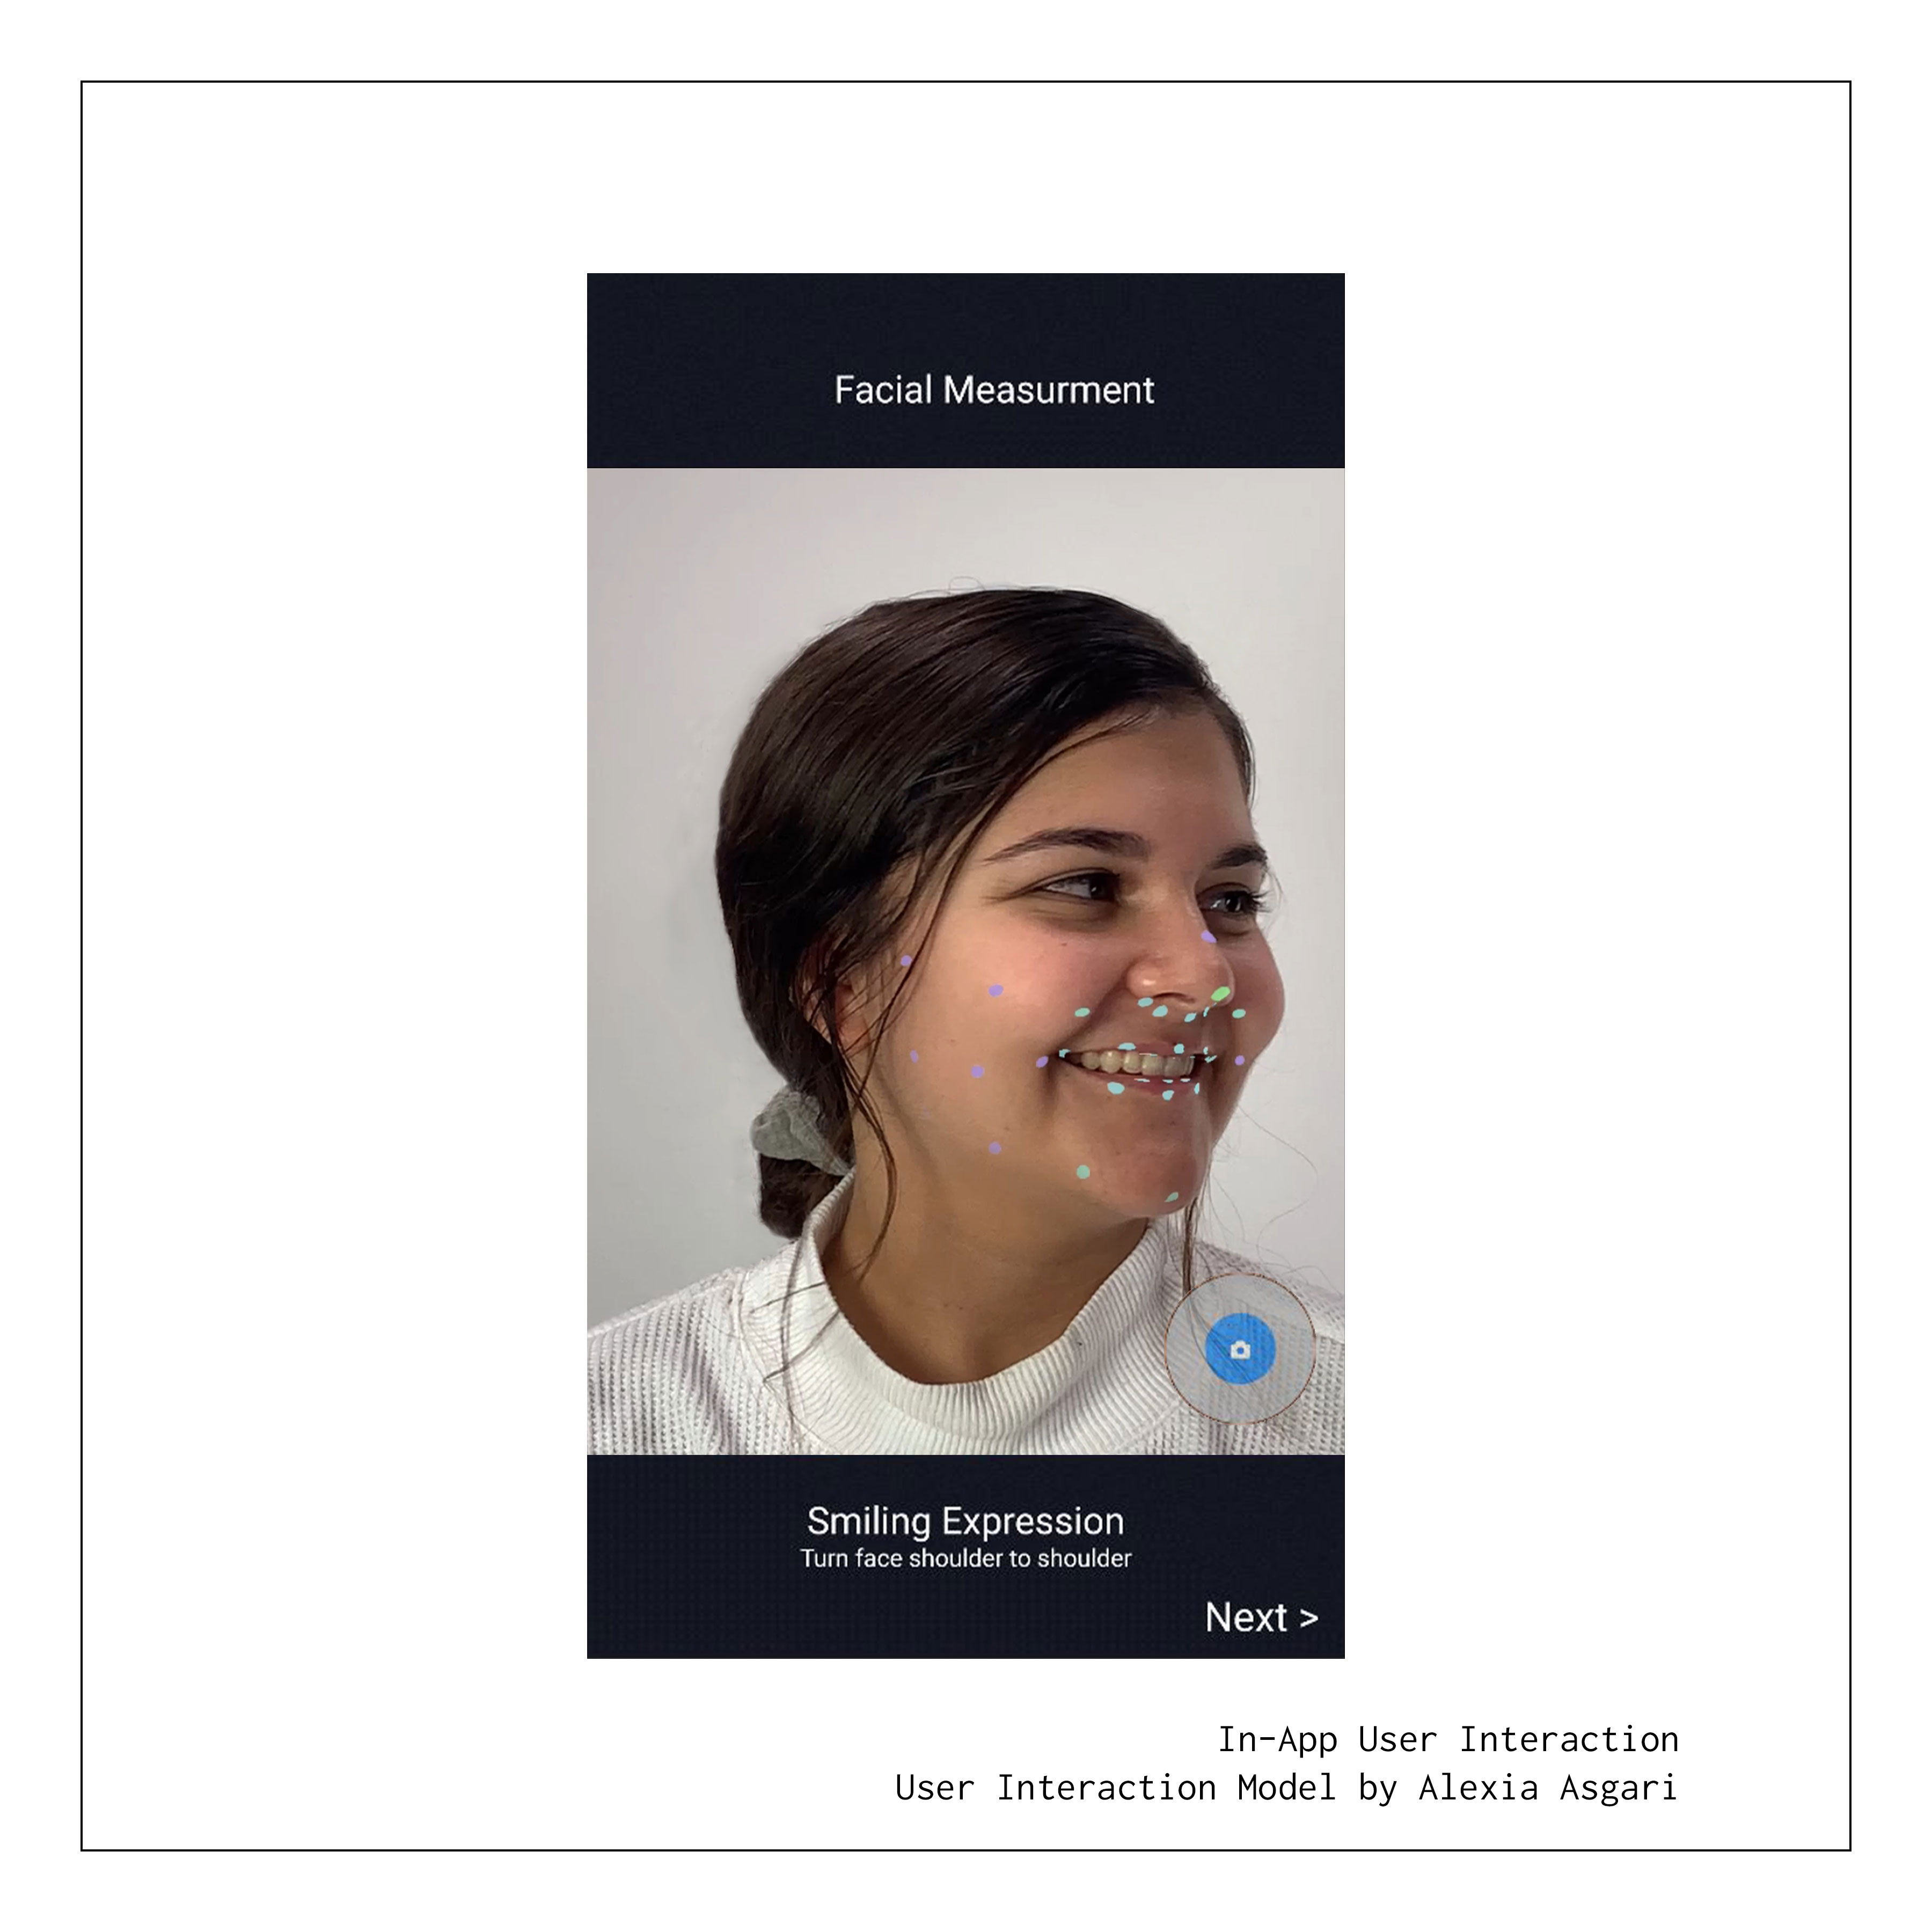 Facial Measurment
Smiling Expression
Turn face shoulder to shoulder
Next >
In-App User Interaction
User Interaction Model by Alexia Asgari